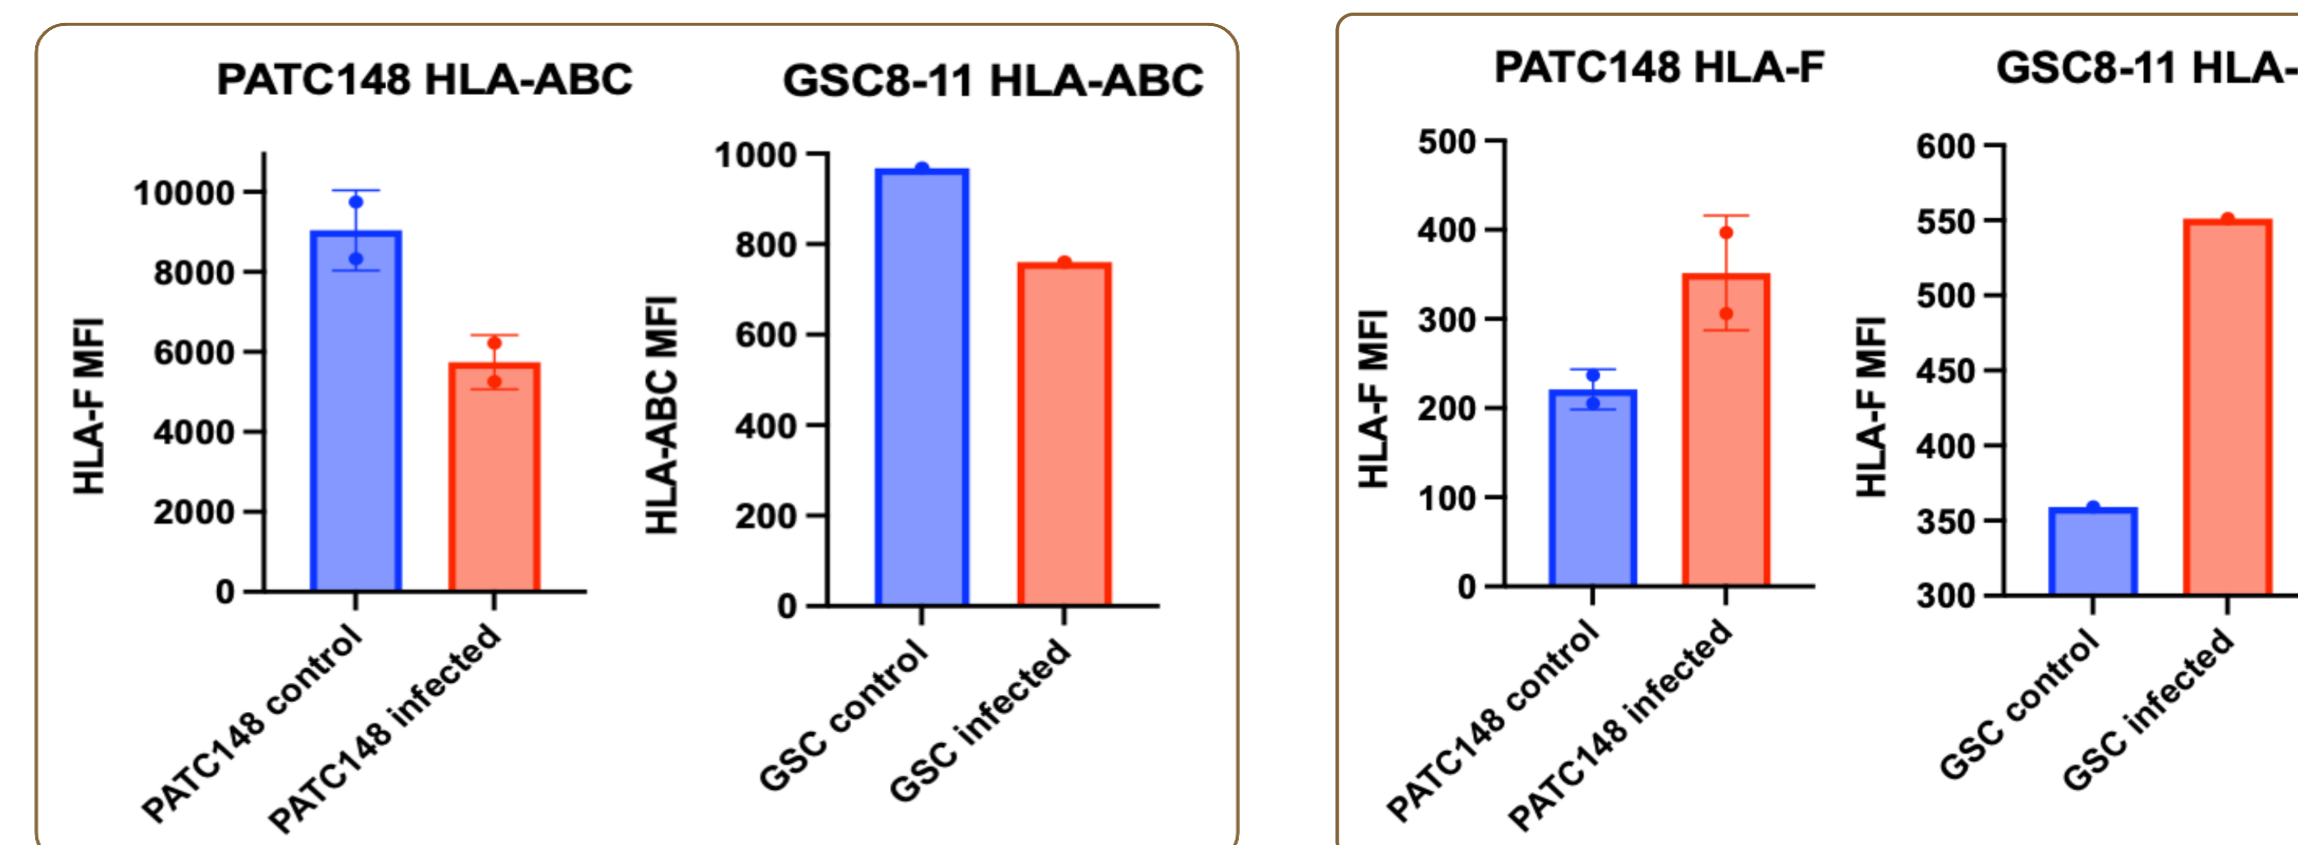 PATC148 HLA-ABC
HLA-F MFI
10000
8000
6000
4000
2000
0
PATC148 control
PATC148 infected
GSC8-11 HLA-ABC
HLA-ABC MFI
1000
800
600
400
200
0
GSC control
GSC infected
PATC148 HLA-F
HLA-F MFI
500
400
300
200
100
0
PATC148 control
PATC148 infected
GSC8-11 HLA-
HLA-F MFI
600
550
500
450
400
350
300
GSC control
GSC infected